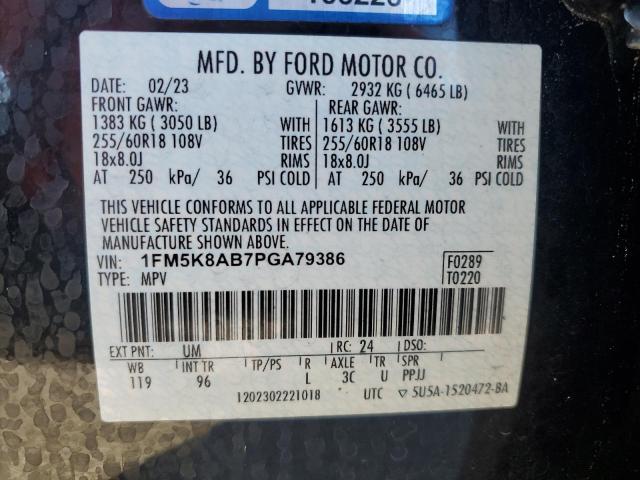 MFD. BY FORD MOTOR CO.
DATE: 02/23 GVWR: 2932 KG ( 6465 LB)
FRONT GAWR: REAR GAWR:
1383 KG ( 3050 LB) WITH 1613 KG ( 3555 LB) WITH
255/60R18 108V TIRES 255/60R18 108V TIRES
18x8.0J RIMS 18x8.0J RIMS
AT 250 kPa/ 36 PSI COLD AT 250 kPa/ 36 PSI COLD
THIS VEHICLE CONFORMS TO ALL APPLICABLE FEDERAL MOTOR
VEHICLE SAFETY STANDARDS IN EFFECT ON THE DATE OF
MANUFACTURE SHOWN ABOVE.
VIN: 1FM5K8AB7PGA79386 F0289
TYPE: MPV T0220
EXT PNT: UM RC: 24 DSO:
WB INT TR TP/PS R AXLE TR SPR
119 96 L 3C U PPJJ
1202302221018 UTC ▽ 5U5A-1520472-BA